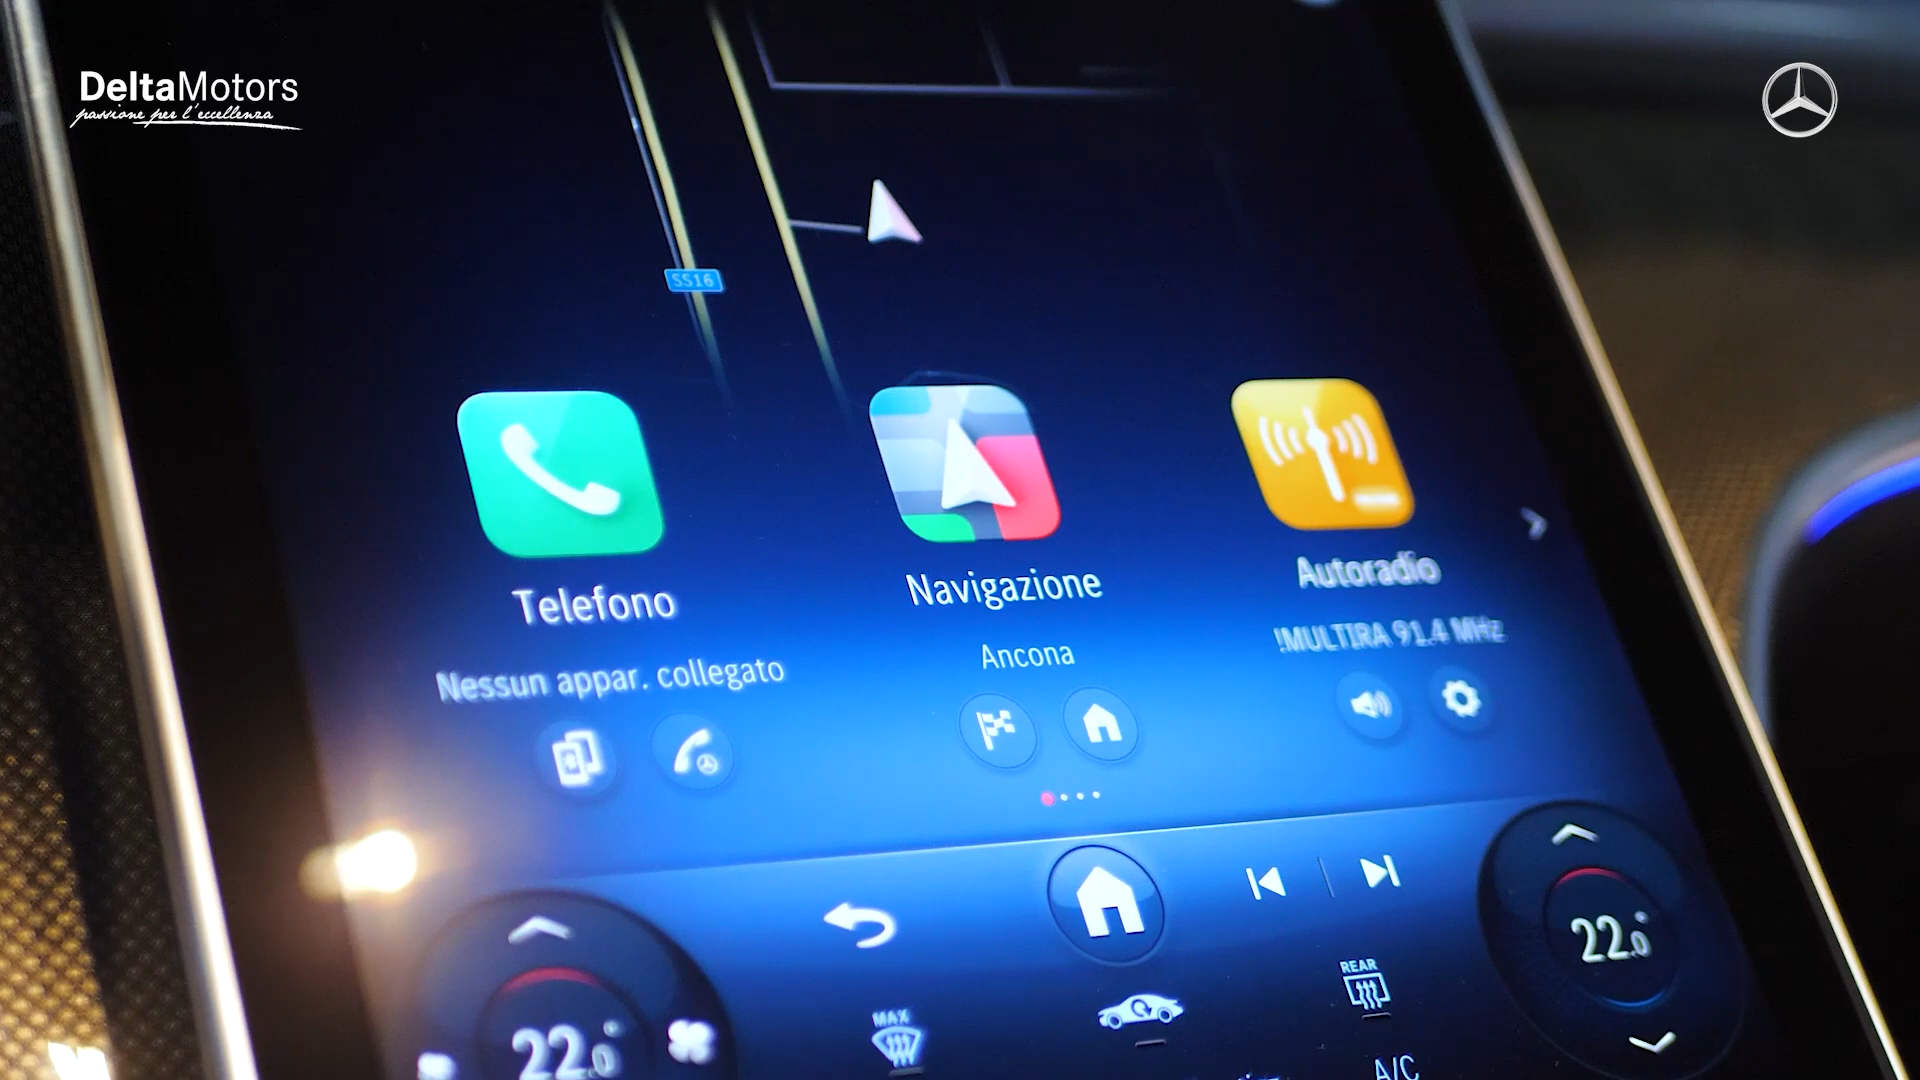 DeltaMotors
passione per l'eccellenza
SS16
Telefono
Navigazione
Autoradio
Nessun appar. collegato
Ancona
!MULTIRA 91.4 MHz
22.0°
22.0°
MAX
REAR
A/C